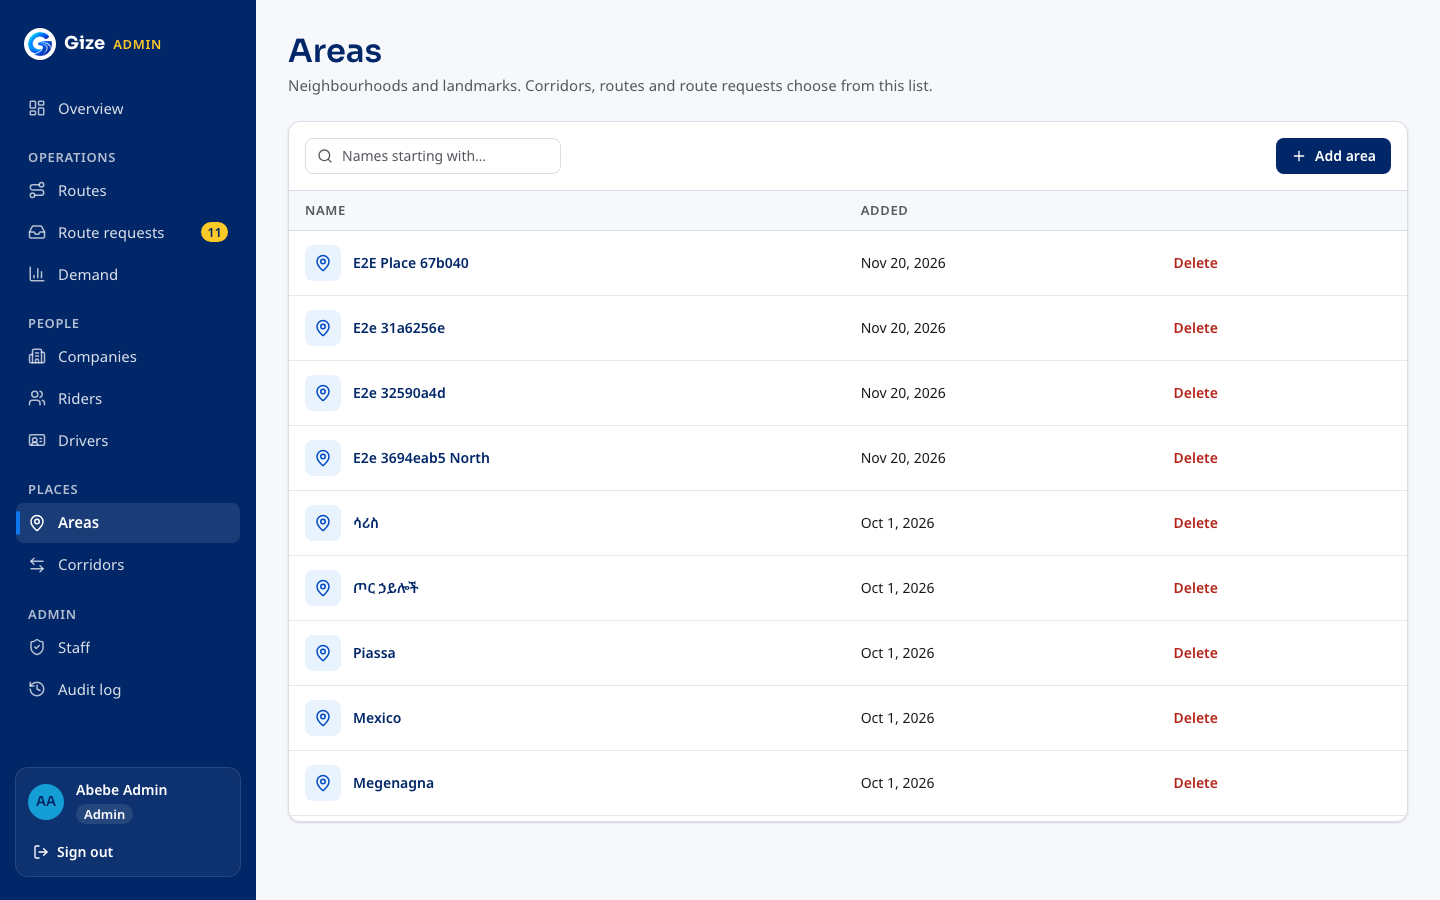 Gize ADMIN
Overview
OPERATIONS
Routes
Route requests 11
Demand
PEOPLE
Companies
Riders
Drivers
PLACES
Areas
Corridors
ADMIN
Staff
Audit log
AA
Abebe Admin
Admin
Sign out
Areas
Neighbourhoods and landmarks. Corridors, routes and route requests choose from this list.
Names starting with...
+ Add area
NAME ADDED
E2E Place 67b040 Nov 20, 2026 Delete
E2e 31a6256e Nov 20, 2026 Delete
E2e 32590a4d Nov 20, 2026 Delete
E2e 3694eab5 North Nov 20, 2026 Delete
ሳሪስ Oct 1, 2026 Delete
ጦር ኃይሎች Oct 1, 2026 Delete
Piassa Oct 1, 2026 Delete
Mexico Oct 1, 2026 Delete
Megenagna Oct 1, 2026 Delete